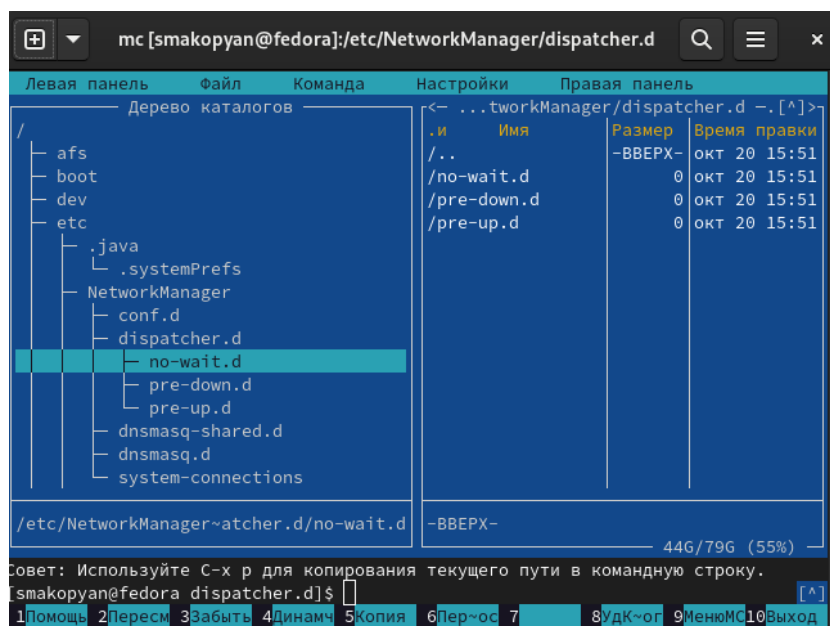 mc [smakopyan@fedora]:/etc/NetworkManager/dispatcher.d
Левая панель Файл Команда Настройки Правая панель
Дерево каталогов
/
afs
boot
dev
etc
.java
.systemPrefs
NetworkManager
conf.d
dispatcher.d
no-wait.d
pre-down.d
pre-up.d
dnsmasq-shared.d
dnsmasq.d
system-connections
/etc/NetworkManager~atcher.d/no-wait.d
<— ...tworkManager/dispatcher.d —.[^]>
.и Имя Размер Время правки
/.. -ВВЕРХ- окт 20 15:51
/no-wait.d 0 окт 20 15:51
/pre-down.d 0 окт 20 15:51
/pre-up.d 0 окт 20 15:51
-ВВЕРХ-
44G/79G (55%)
Совет: Используйте C-x p для копирования текущего пути в командную строку.
[smakopyan@fedora dispatcher.d]$ [^]
1Помощь 2Пересм 3Забыть 4Динамч 5Копия 6Пер~ос 7 8УдК~ог 9МенюMC 10Выход